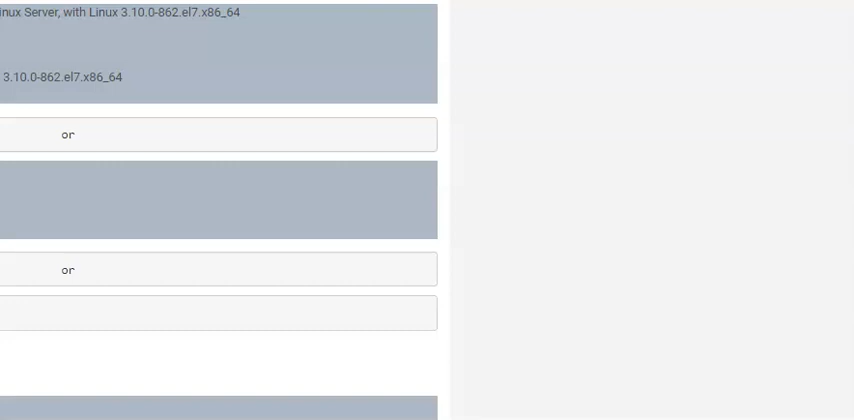 inux Server, with Linux 3.10.0-862.el7.x86_64
3.10.0-862.el7.x86_64
or
or